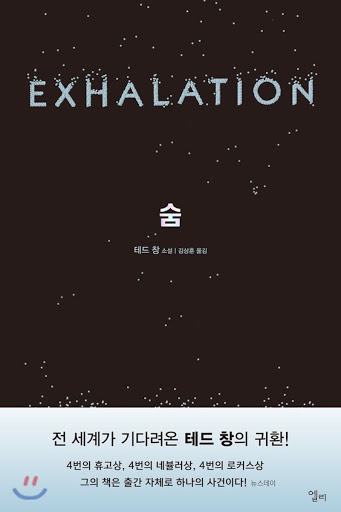 EXHALATION
숨
테드 창 소설 | 김상훈 옮김
전 세계가 기다려온 테드 창의 귀환!
4번의 휴고상, 4번의 네뷸러상, 4번의 로커스상
그의 책은 출간 자체로 하나의 사건이다! 뉴스데이
엘리